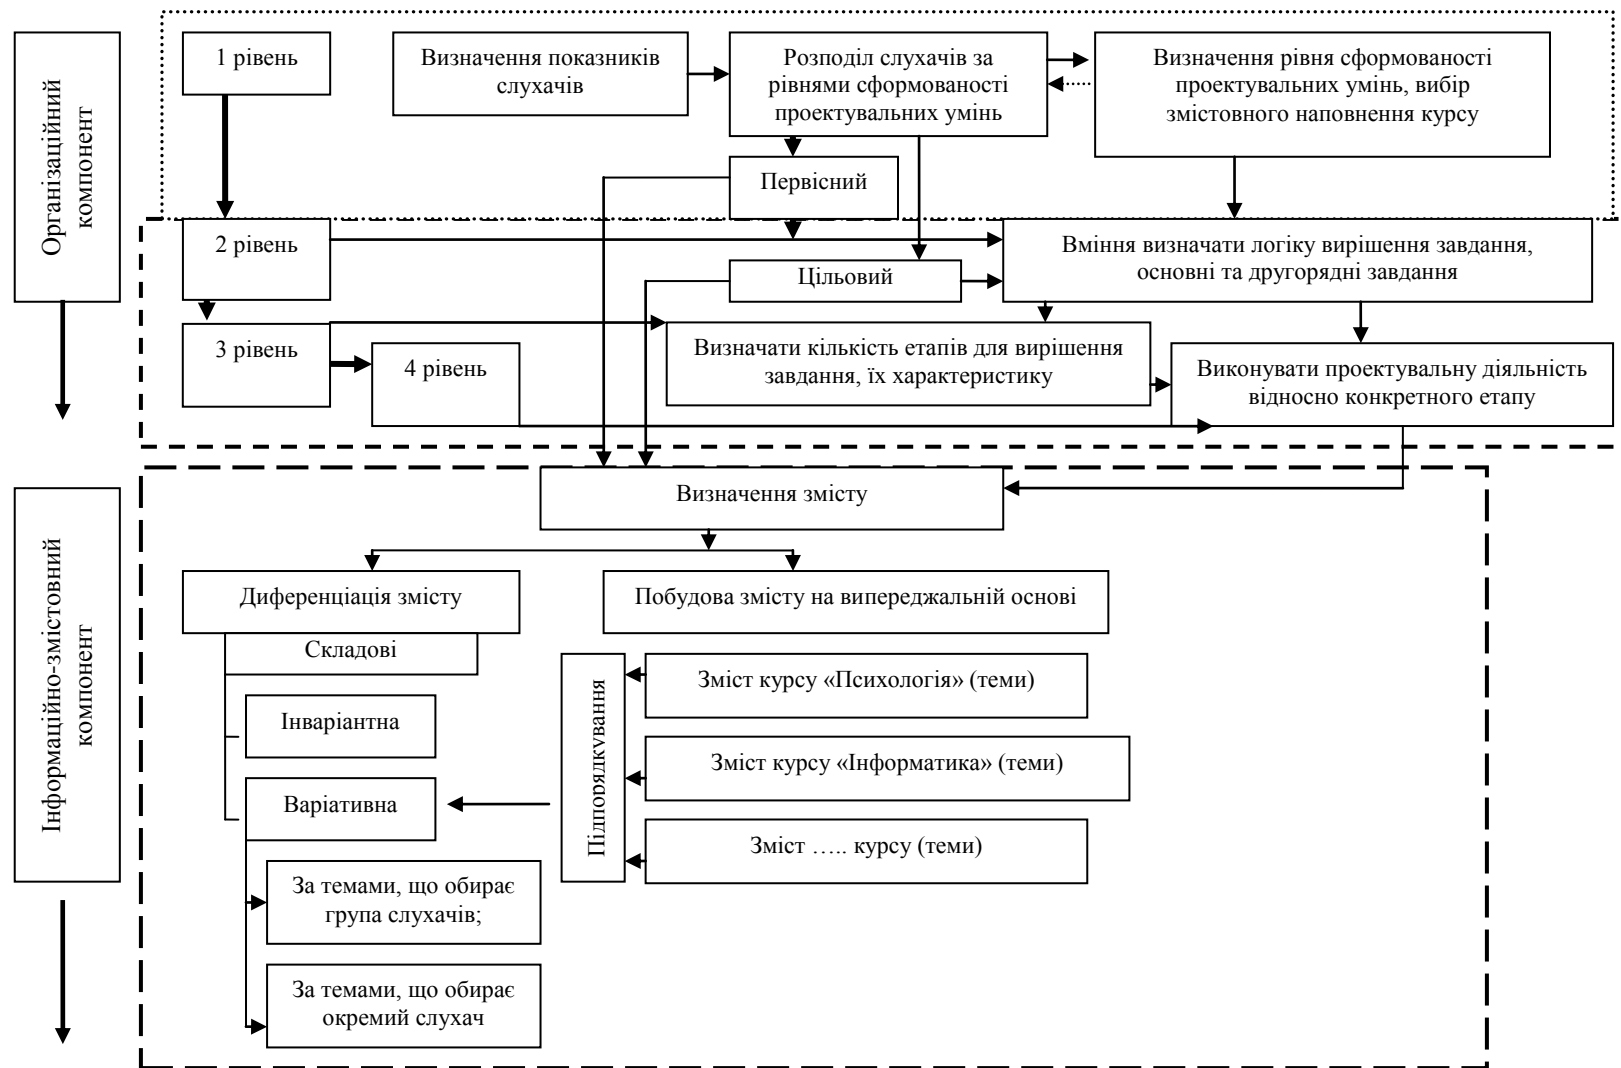 Організаційний
компонент
1 рівень
Визначення показників
слухачів
Розподіл слухачів за
рівнями сформованості
проектувальних умінь
Визначення рівня сформованості
проектувальних умінь, вибір
змістовного наповнення курсу
Первісний
2 рівень
Вміння визначати логіку вирішення завдання,
основні та другорядні завдання
Цільовий
3 рівень
4 рівень
Визначати кількість етапів для вирішення
завдання, їх характеристику
Виконувати проектувальну діяльність
відносно конкретного етапу
Інформаційно-змістовний
компонент
Визначення змісту
Диференціація змісту
Побудова змісту на випереджальній основі
Складові
Інваріантна
Варіативна
За темами, що обирає
група слухачів;
За темами, що обирає
окремий слухач
Підпорядкування
Зміст курсу «Психологія» (теми)
Зміст курсу «Інформатика» (теми)
Зміст ….. курсу (теми)